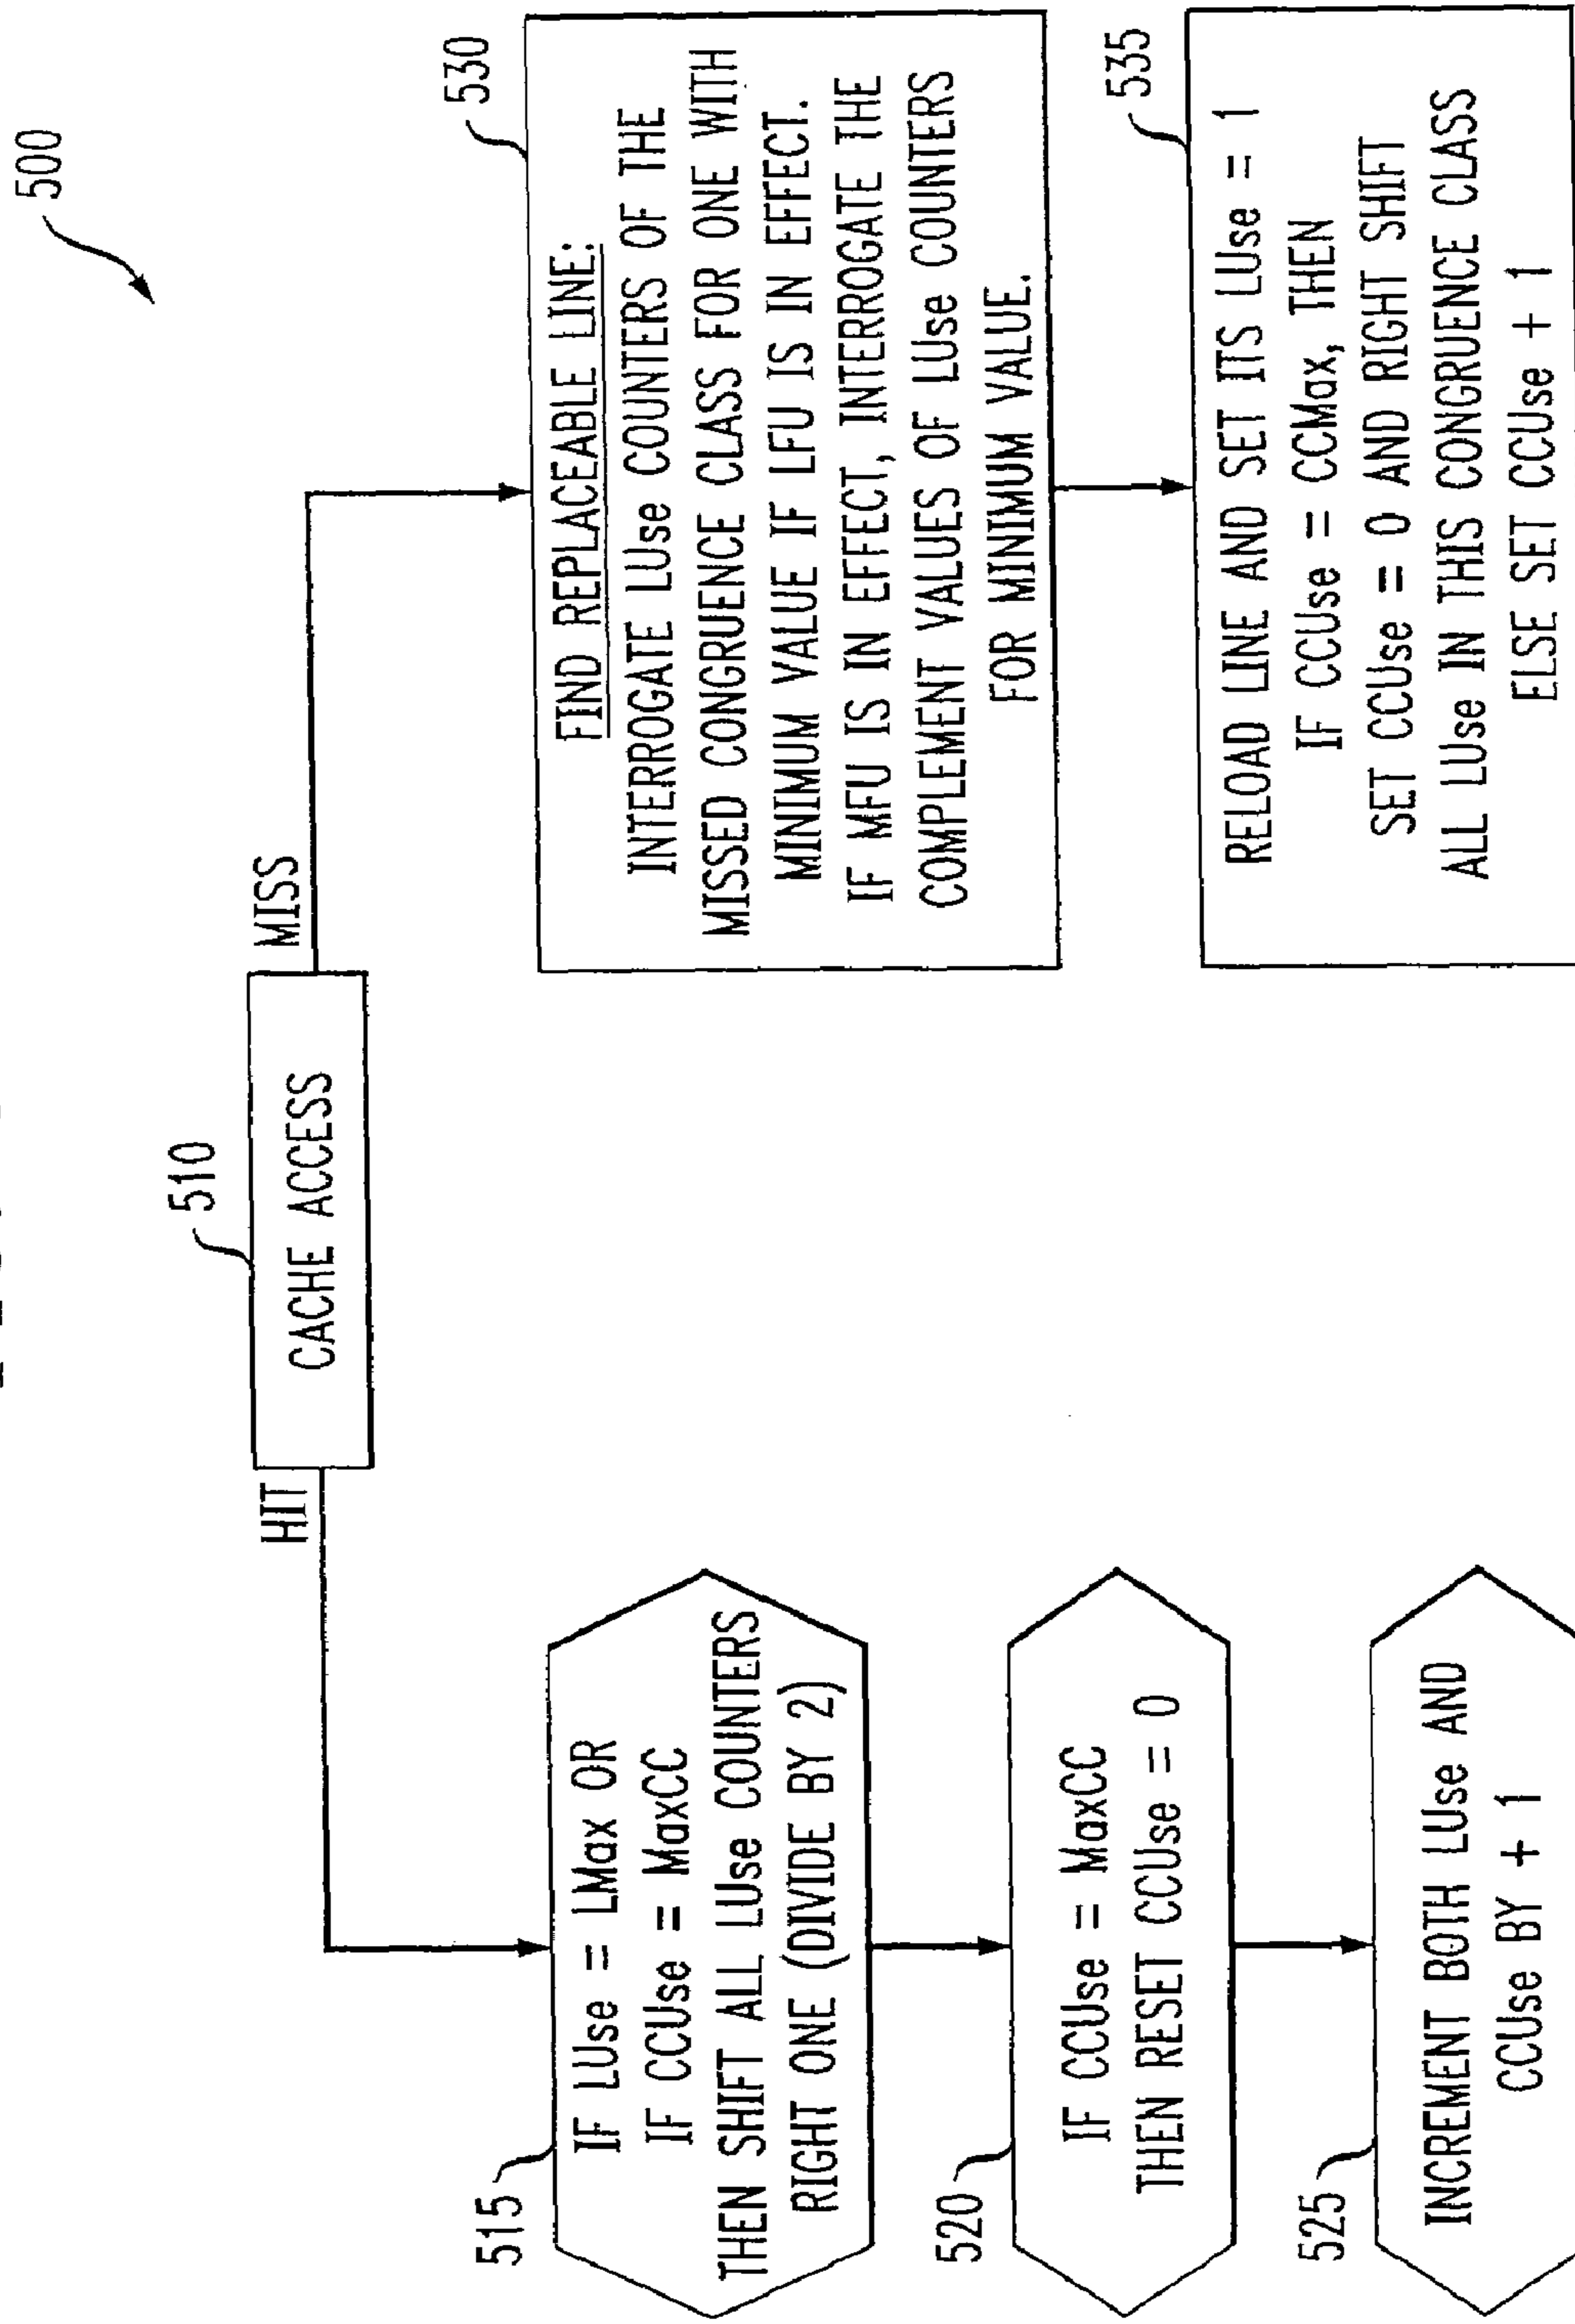 500
510
CACHE ACCESS
HIT
MISS
515
IF LUse = LMax OR
IF CCUse = MaxCC
THEN SHIFT ALL LUse COUNTERS
RIGHT ONE (DIVIDE BY 2)
520
IF CCUse = MaxCC
THEN RESET CCUse = 0
525
INCREMENT BOTH LUse AND
CCUse BY + 1
530
FIND REPLACEABLE LINE:
INTERROGATE LUse COUNTERS OF THE
MISSED CONGRUENCE CLASS FOR ONE WITH
MINIMUM VALUE IF LFU IS IN EFFECT.
IF MFU IS IN EFFECT, INTERROGATE THE
COMPLEMENT VALUES OF LUse COUNTERS
FOR MINIMUM VALUE.
535
RELOAD LINE AND SET ITS LUse = 1
IF CCUse = CCMax, THEN
SET CCUse = 0 AND RIGHT SHIFT
ALL LUse IN THIS CONGRUENCE CLASS
ELSE SET CCUse + 1